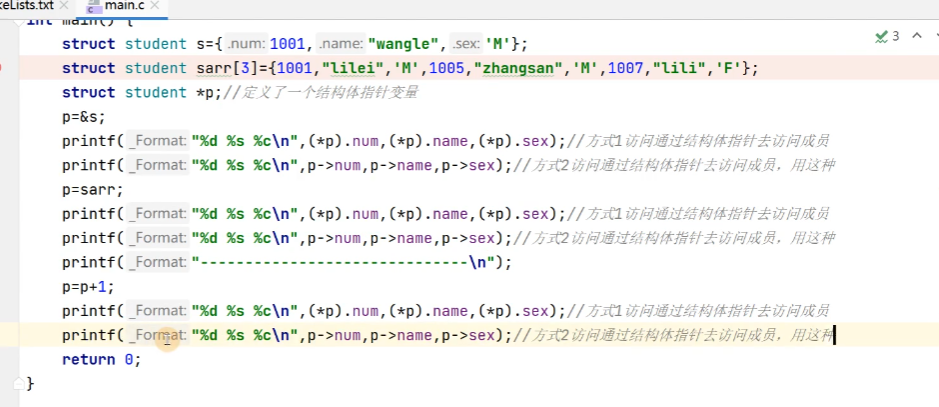 keLists.txt × main.c ×
int main() {
struct student s={ .num: 1001, .name: "wangle", .sex: 'M'};
3
struct student sarr[3]={1001,"lilei",'M',1005,"zhangsan",'M',1007,"lili",'F'};
struct student *p;//定义了一个结构体指针变量
p=&s;
printf( _Format: "%d %s %c\n",(*p).num,(*p).name,(*p).sex);//方式1访问通过结构体指针去访问成员
printf( _Format: "%d %s %c\n",p->num,p->name,p->sex);//方式2访问通过结构体指针去访问成员，用这种
p=sarr;
printf( _Format: "%d %s %c\n",(*p).num,(*p).name,(*p).sex);//方式1访问通过结构体指针去访问成员
printf( _Format: "%d %s %c\n",p->num,p->name,p->sex);//方式2访问通过结构体指针去访问成员，用这种
printf( _Format: "------------------------------\n");
p=p+1;
printf( _Format: "%d %s %c\n",(*p).num,(*p).name,(*p).sex);//方式1访问通过结构体指针去访问成员
printf( _Format: "%d %s %c\n",p->num,p->name,p->sex);//方式2访问通过结构体指针去访问成员，用这种
return 0;
}